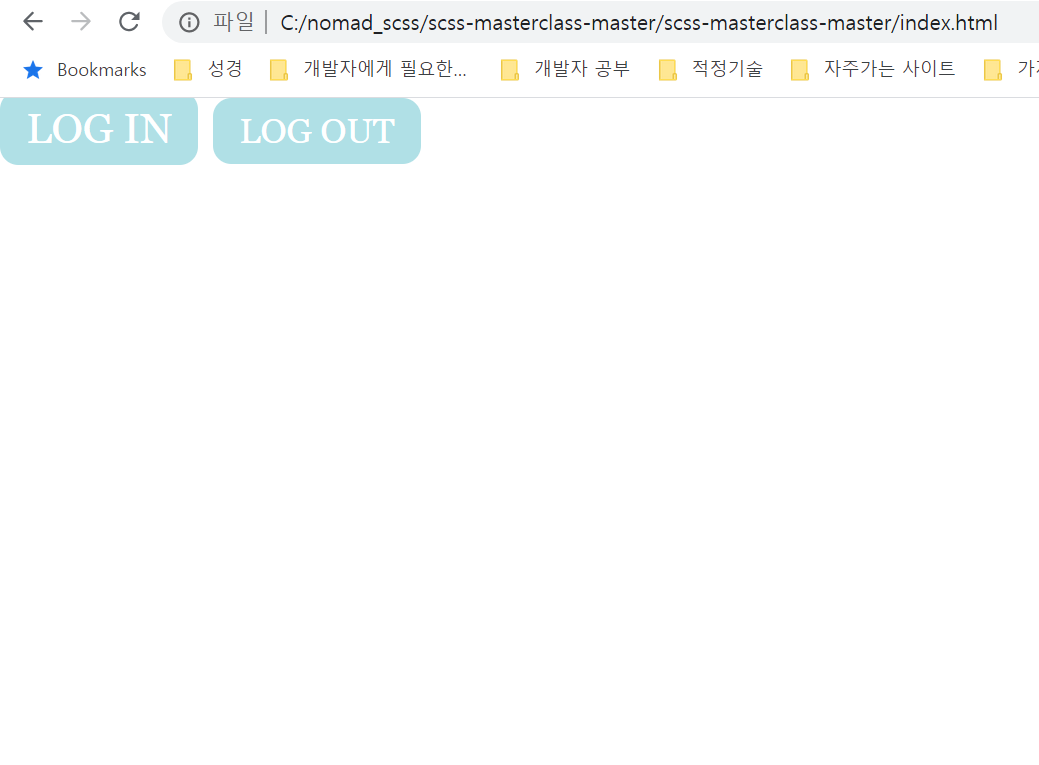 파일 | C:/nomad_scss/scss-masterclass-master/scss-masterclass-master/index.html
Bookmarks 성경 개발자에게 필요한... 개발자 공부 적정기술 자주가는 사이트
LOG IN LOG OUT